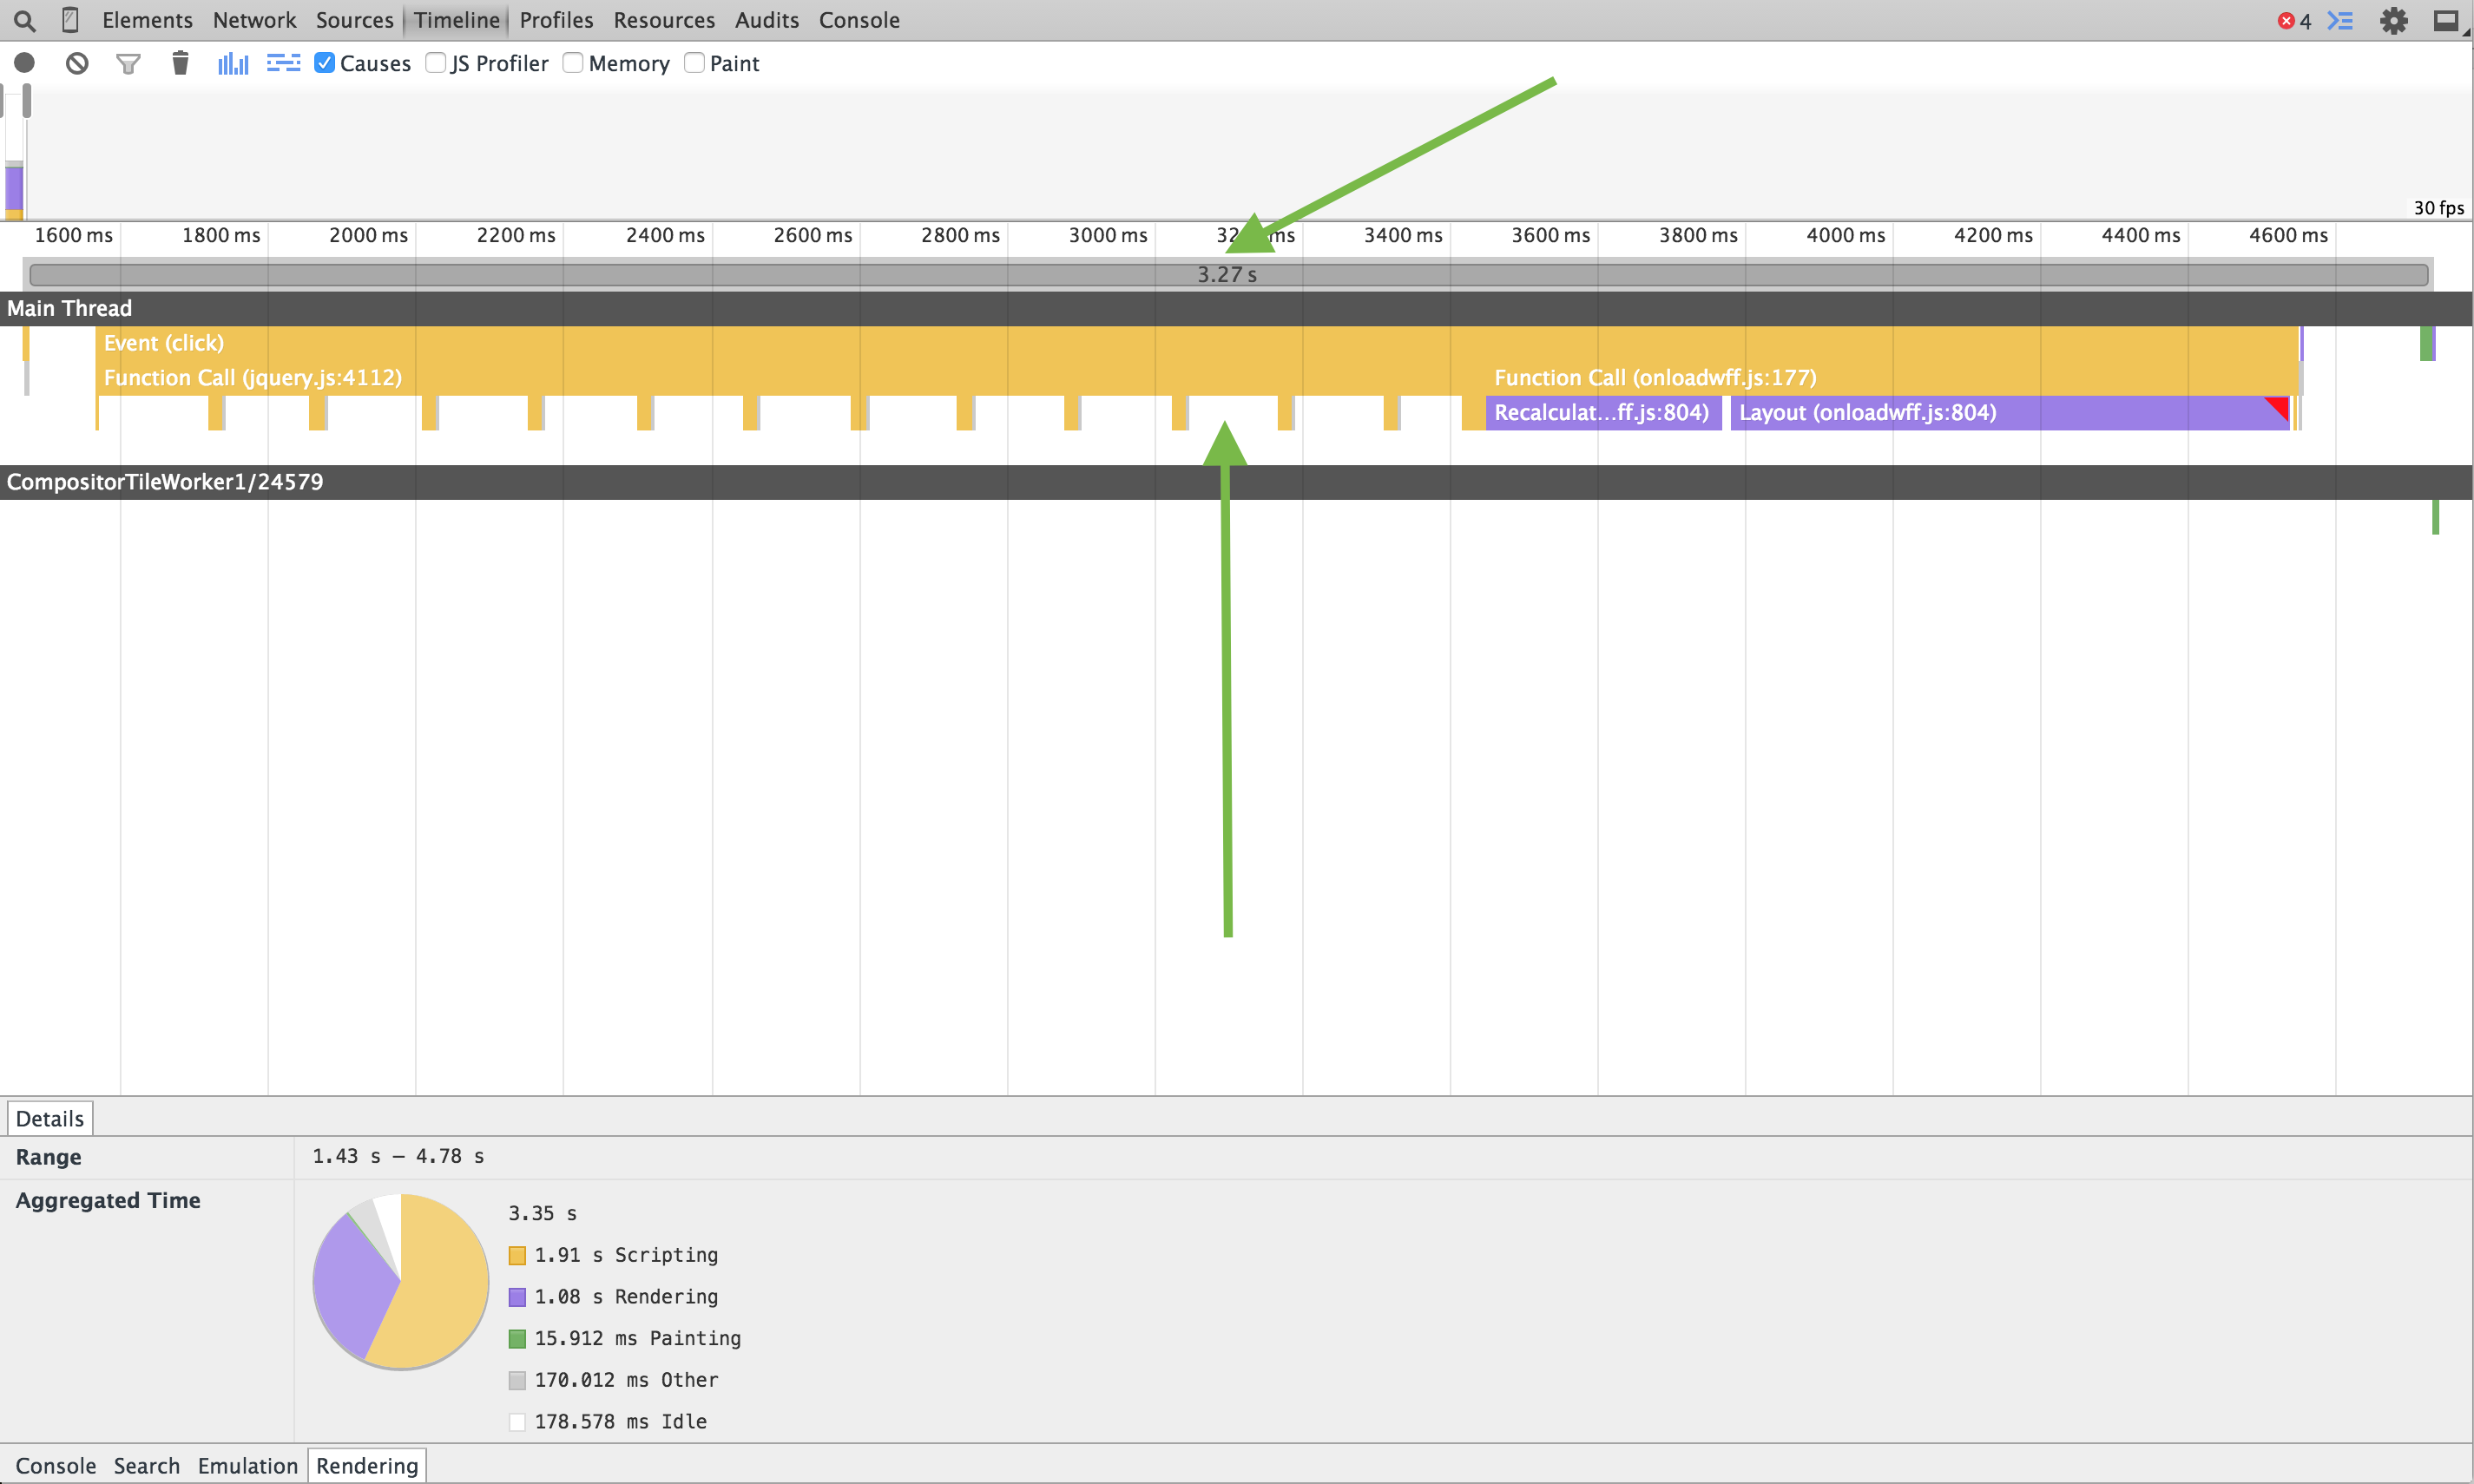 Elements Network Sources Timeline Profiles Resources Audits Console 4
Causes JS Profiler Memory Paint
30 fps
1600 ms 1800 ms 2000 ms 2200 ms 2400 ms 2600 ms 2800 ms 3000 ms ms 3400 ms 3600 ms 3800 ms 4000 ms 4200 ms 4400 ms 4600 ms
3.27 s
Main Thread
Event (click)
Function Call (jquery.js:4112) Function Call (onloadwff.js:177)
Recalculat...ff.js:804) Layout (onloadwff.js:804)
CompositorTileWorker1/24579
Details
Range 1.43 s – 4.78 s
Aggregated Time
3.35 s
1.91 s Scripting
1.08 s Rendering
15.912 ms Painting
170.012 ms Other
178.578 ms Idle
Console Search Emulation Rendering